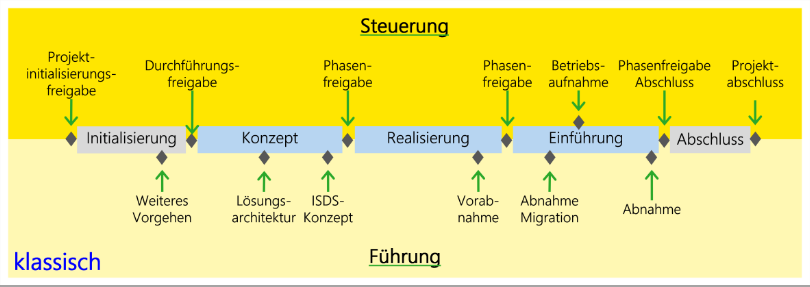 Steuerung
Projekt-
initialisierungs-
freigabe
Durchführungs-
freigabe
Phasen-
freigabe
Phasen-
freigabe
Betriebs-
aufnahme
Phasenfreigabe
Abschluss
Projekt-
abschluss
Initialisierung
Konzept
Realisierung
Einführung
Abschluss
Weiteres
Vorgehen
Lösungs-
architektur
ISDS-
Konzept
Vorab-
nahme
Abnahme
Migration
Abnahme
klassisch
Führung